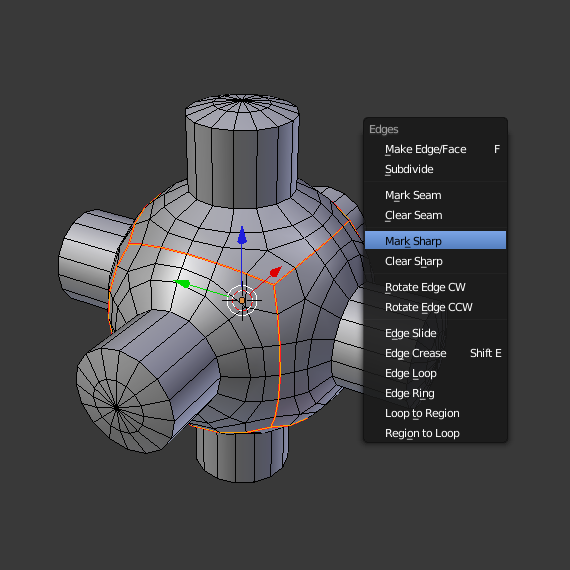 Edges
Make Edge/Face F
Subdivide
Mark Seam
Clear Seam
Mark Sharp
Clear Sharp
Rotate Edge CW
Rotate Edge CCW
Edge Slide
Edge Crease Shift E
Edge Loop
Edge Ring
Loop to Region
Region to Loop